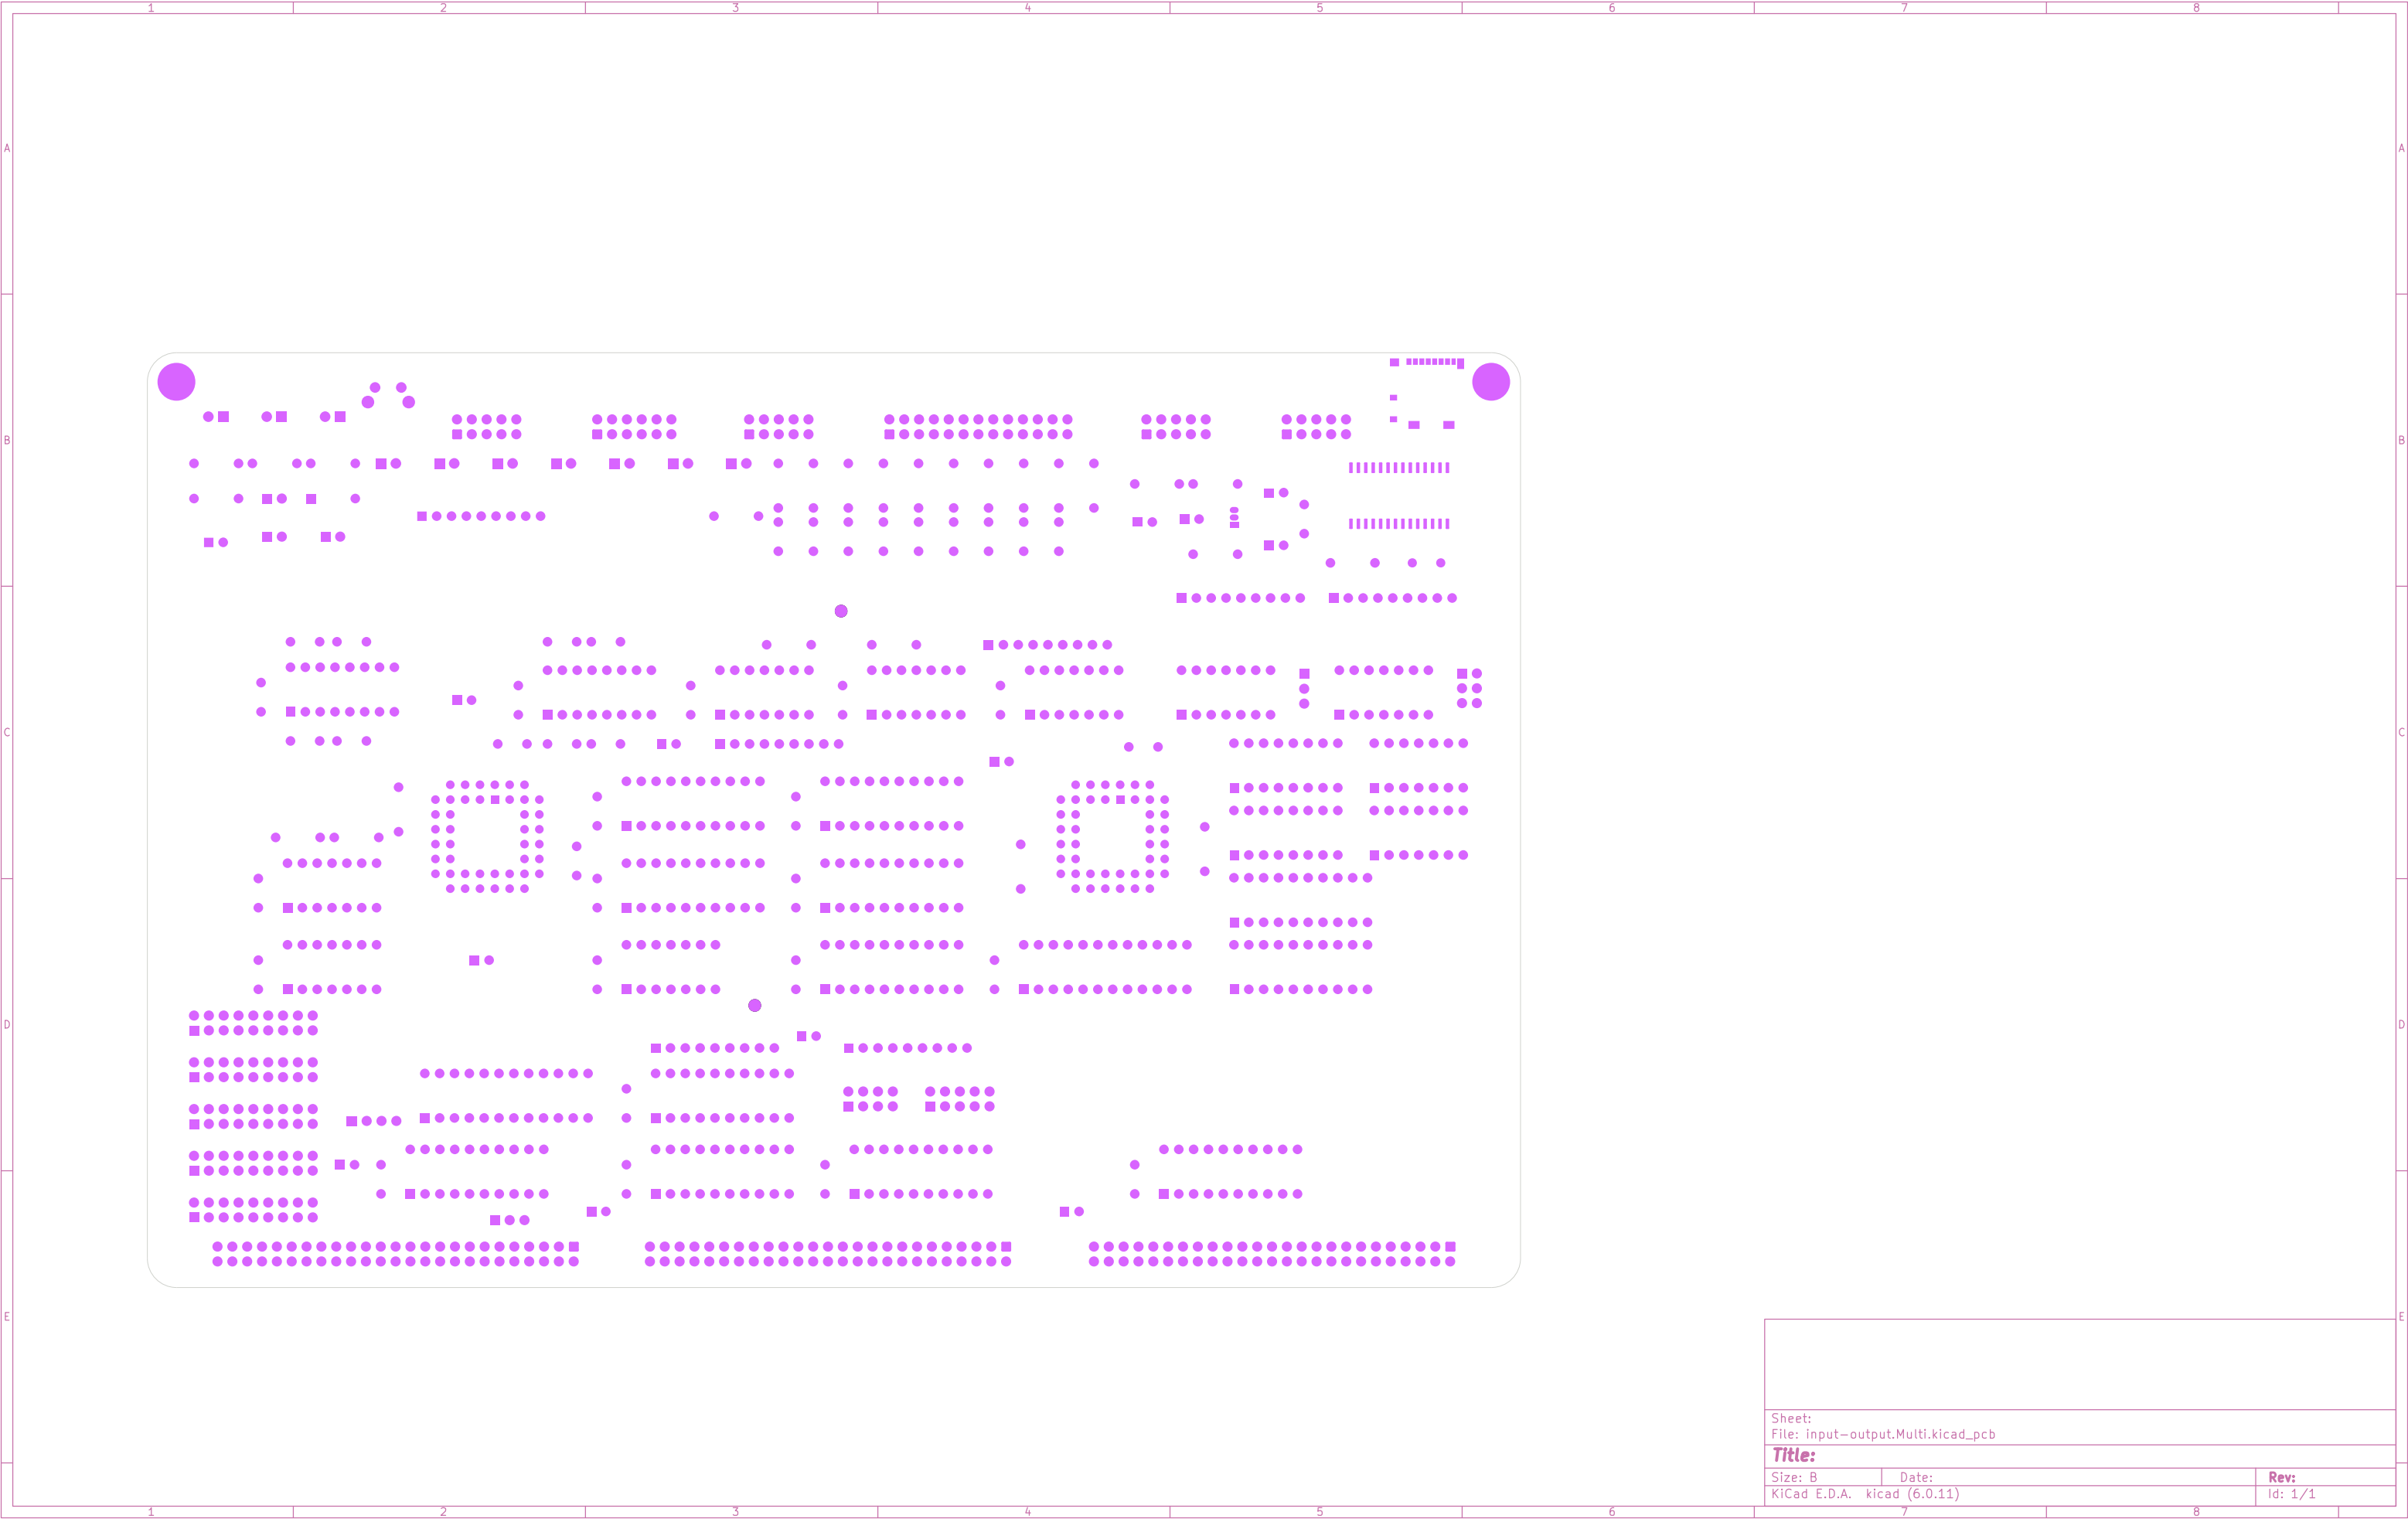 1 2 3 4 5 6 7 8
A A
B B
C C
D D
E E
Sheet:
File: input-output.Multi.kicad_pcb
Title:
Size: B Date: Rev:
KiCad E.D.A. kicad (6.0.11) Id: 1/1
1 2 3 4 5 6 7 8